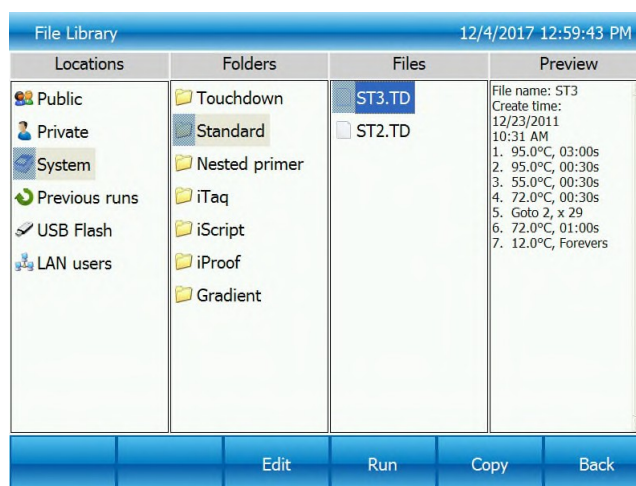 File Library
12/4/2017 12:59:43 PM
Locations
Folders
Files
Preview
Public
Private
System
Previous runs
USB Flash
LAN users
Touchdown
Standard
Nested primer
iTaq
iScript
iProof
Gradient
ST3.TD
ST2.TD
File name: ST3
Create time:
12/23/2011
10:31 AM
1. 95.0°C, 03:00s
2. 95.0°C, 00:30s
3. 55.0°C, 00:30s
4. 72.0°C, 00:30s
5. Goto 2, x 29
6. 72.0°C, 01:00s
7. 12.0°C, Forevers
Edit
Run
Copy
Back